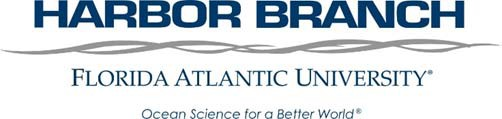 HARBOR BRANCH
FLORIDA ATLANTIC UNIVERSITY®
Ocean Science for a Better World®